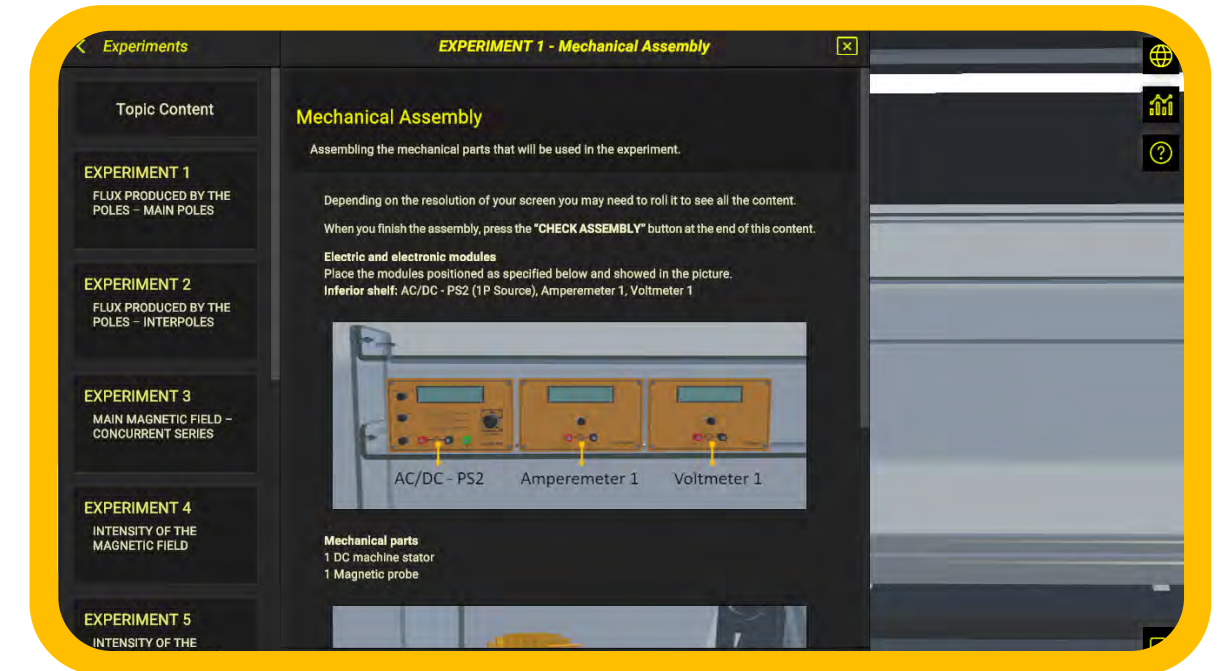 Experiments
EXPERIMENT 1 - Mechanical Assembly
Topic Content
EXPERIMENT 1
FLUX PRODUCED BY THE
POLES – MAIN POLES
EXPERIMENT 2
FLUX PRODUCED BY THE
POLES – INTERPOLES
EXPERIMENT 3
MAIN MAGNETIC FIELD –
CONCURRENT SERIES
EXPERIMENT 4
INTENSITY OF THE
MAGNETIC FIELD
EXPERIMENT 5
INTENSITY OF THE
Mechanical Assembly
Assembling the mechanical parts that will be used in the experiment.
Depending on the resolution of your screen you may need to roll it to see all the content.
When you finish the assembly, press the "CHECK ASSEMBLY" button at the end of this content.
Electric and electronic modules
Place the modules positioned as specified below and showed in the picture.
Inferior shelf: AC/DC - PS2 (1P Source), Amperemeter 1, Voltmeter 1
AC/DC - PS2
Amperemeter 1
Voltmeter 1
Mechanical parts
1 DC machine stator
1 Magnetic probe